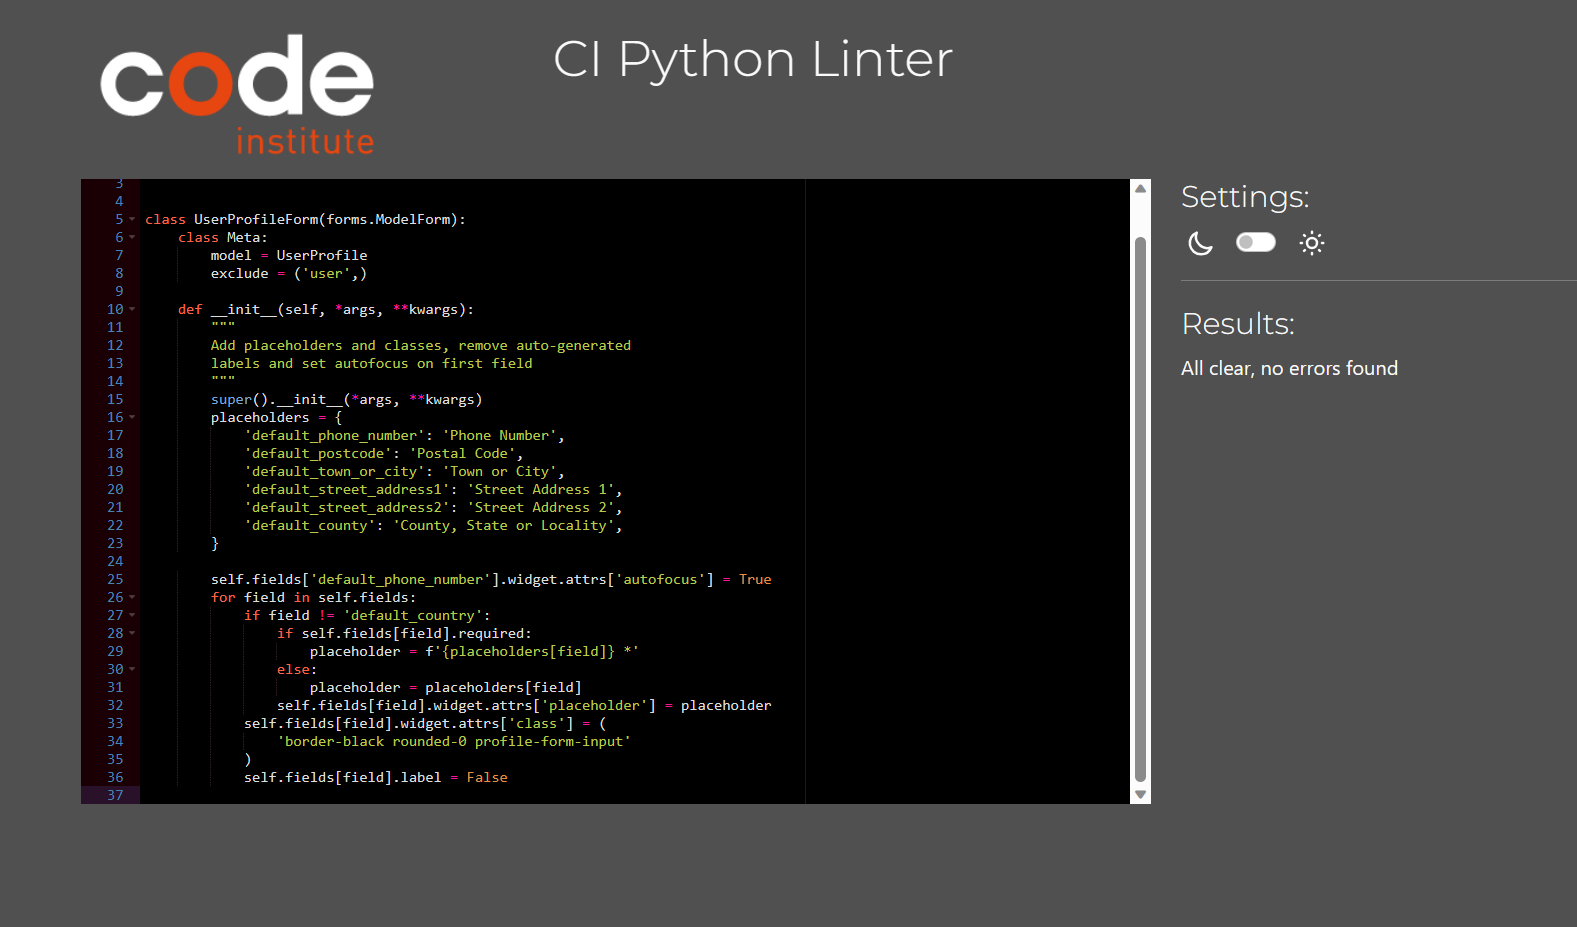 code
institute
CI Python Linter
3
4
5 class UserProfileForm(forms.ModelForm):
6     class Meta:
7         model = UserProfile
8         exclude = ('user',)
9
10     def __init__(self, *args, **kwargs):
11         """
12         Add placeholders and classes, remove auto-generated
13         labels and set autofocus on first field
14         """
15         super().__init__(*args, **kwargs)
16         placeholders = {
17             'default_phone_number': 'Phone Number',
18             'default_postcode': 'Postal Code',
19             'default_town_or_city': 'Town or City',
20             'default_street_address1': 'Street Address 1',
21             'default_street_address2': 'Street Address 2',
22             'default_county': 'County, State or Locality',
23         }
24
25         self.fields['default_phone_number'].widget.attrs['autofocus'] = True
26         for field in self.fields:
27             if field != 'default_country':
28                 if self.fields[field].required:
29                     placeholder = f'{placeholders[field]} *'
30                 else:
31                     placeholder = placeholders[field]
32                 self.fields[field].widget.attrs['placeholder'] = placeholder
33             self.fields[field].widget.attrs['class'] = (
34                 'border-black rounded-0 profile-form-input'
35             )
36             self.fields[field].label = False
37
Settings:
Results:
All clear, no errors found